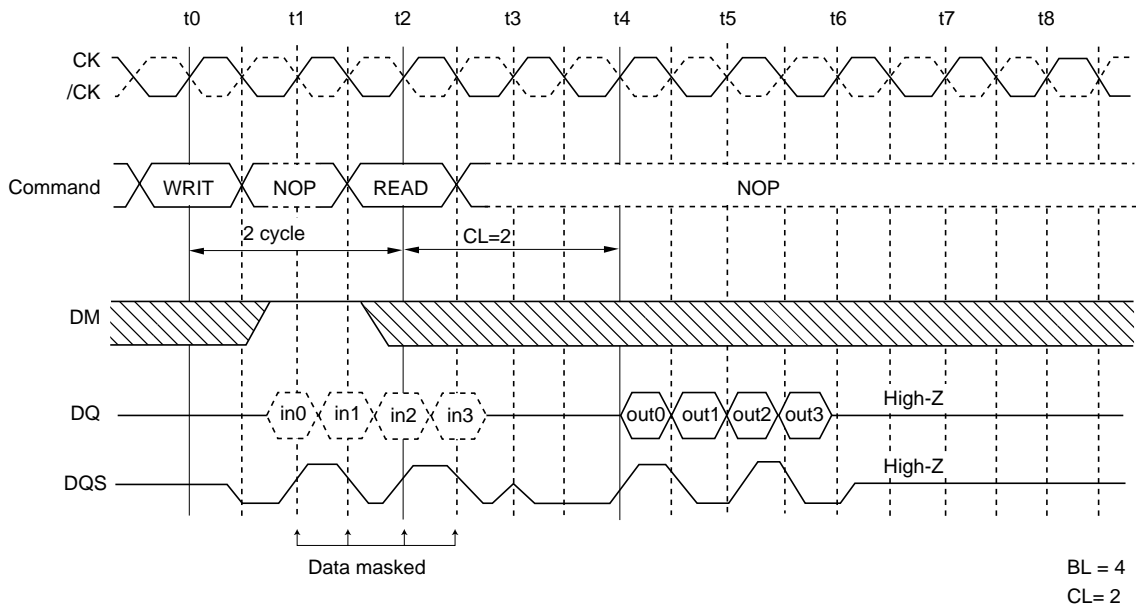 t0 t1 t2 t3 t4 t5 t6 t7 t8
CK
/CK
Command WRIT NOP READ NOP
2 cycle CL=2
DM
DQ in0 in1 in2 in3 out0 out1 out2 out3 High-Z
DQS High-Z
Data masked
BL = 4
CL= 2